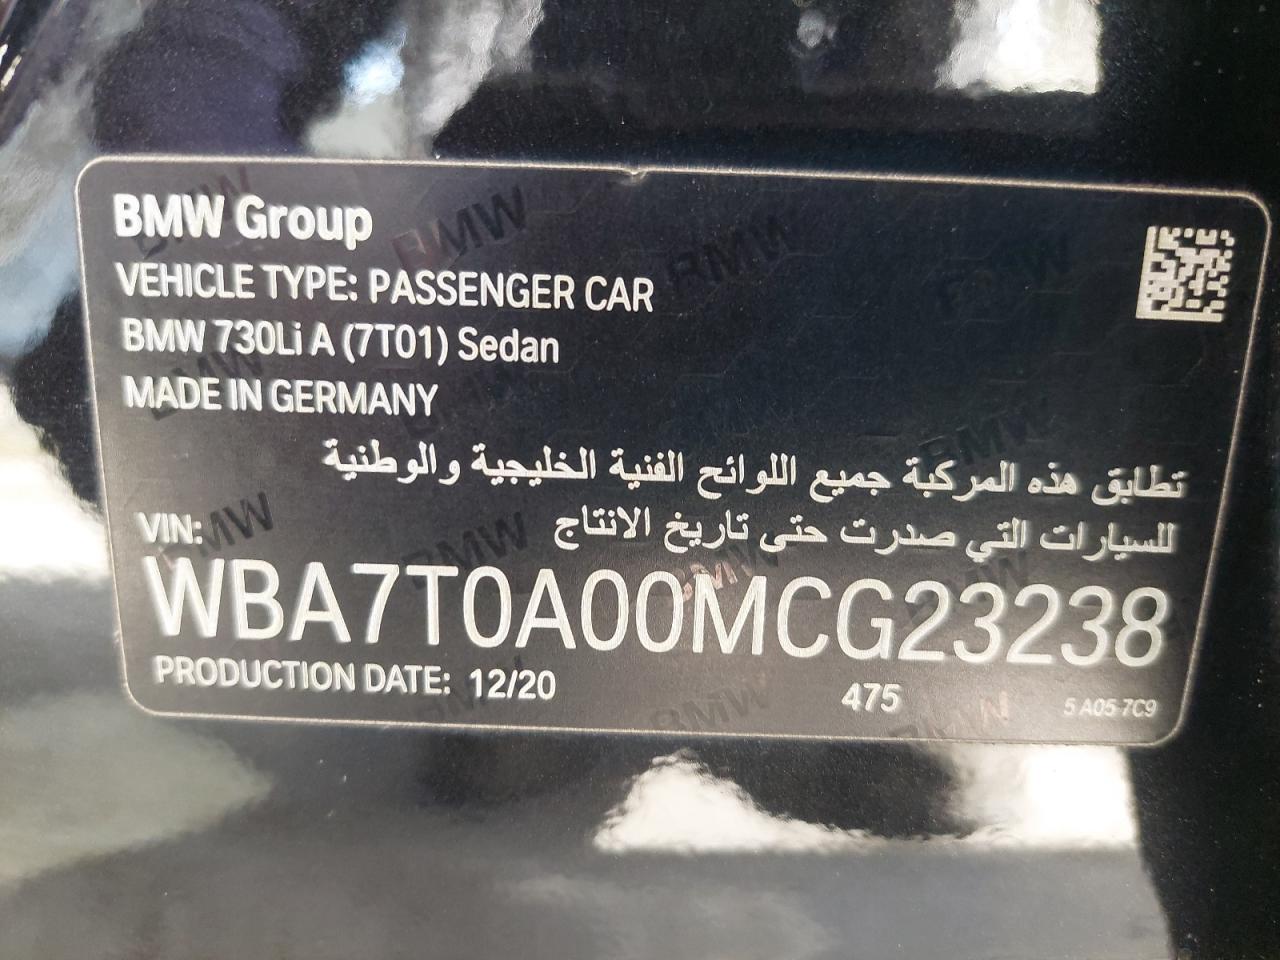 BMW Group
VEHICLE TYPE: PASSENGER CAR
BMW 730Li A (7T01) Sedan
MADE IN GERMANY
تطابق هذه المركبة جميع اللوائح الفنية الخليجية والوطنية
للسيارات التي صدرت حتى تاريخ الانتاج
VIN:
WBA7T0A00MCG23238
PRODUCTION DATE: 12/20 475 5 A05 7C9